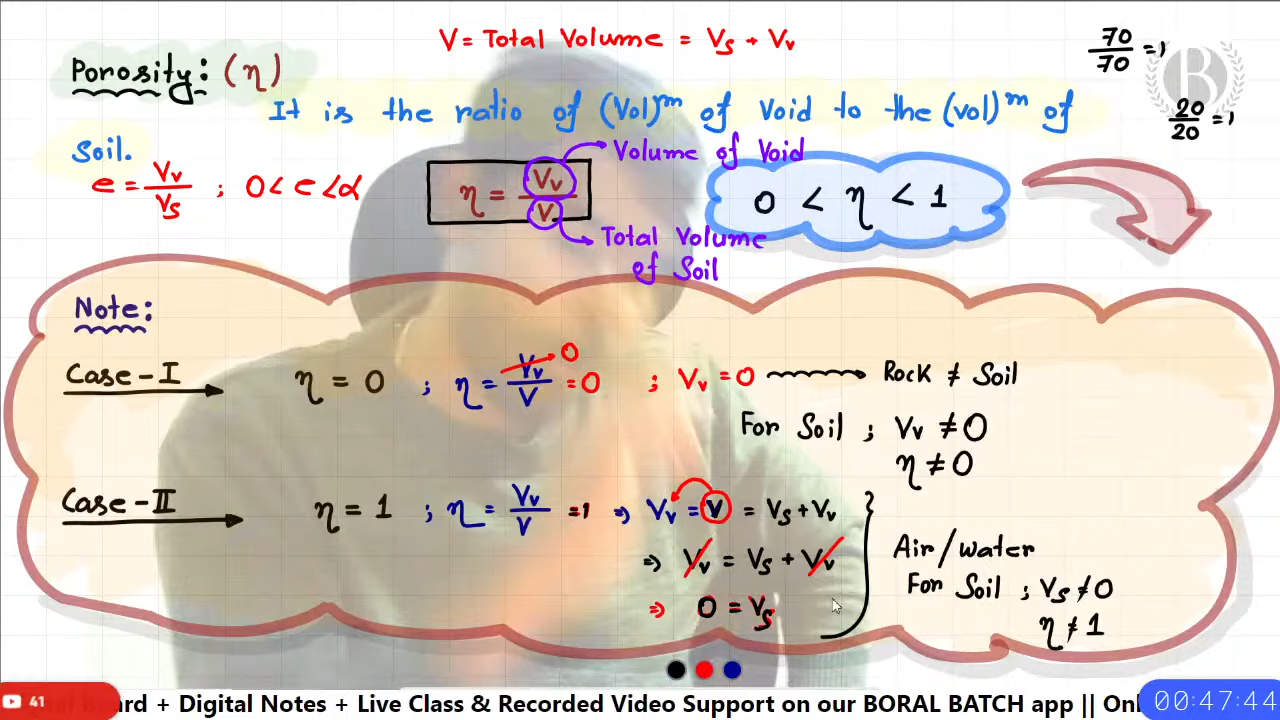 V = Total Volume = Vs + Vv
70/70 = 1
Porosity: (η)
B
It is the ratio of (Vol)^m of Void to the (vol)^m of
20/20 = 1
Soil.
Volume of Void
e = Vv/Vs ; 0 < e < α
η = Vv/V
0 < η < 1
Total Volume
of Soil
Note:
Case-I η = 0 ; η = Vv/V = 0 ; Vv = 0 Rock ≠ Soil
0
For Soil ; Vv ≠ 0
η ≠ 0
Case-II η = 1 ; η = Vv/V = 1 ⇒ Vv = V = Vs + Vv
⇒ Vv = Vs + Vv
Air/water
For Soil ; Vs ≠ 0
⇒ 0 = Vs
η ≠ 1
41
ard + Digital Notes + Live Class & Recorded Video Support on our BORAL BATCH app || Onl
00:47:44